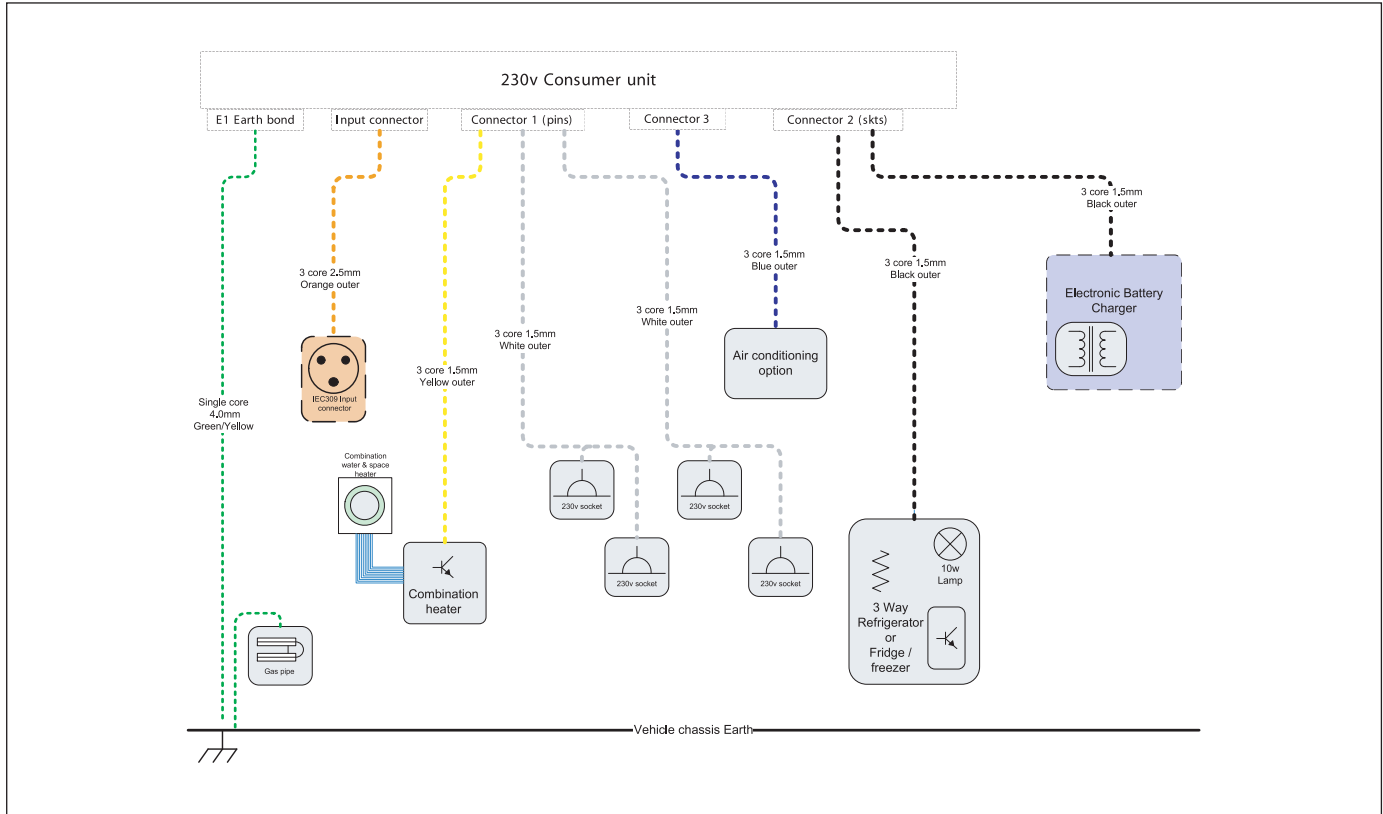 230v Consumer unit
E1 Earth bond
Input connector
Connector 1 (pins)
Connector 3
Connector 2 (skts)
3 core 1.5mm
Black outer
3 core 1.5mm
Blue outer
3 core 1.5mm
Black outer
3 core 2.5mm
Orange outer
3 core 1.5mm
White outer
3 core 1.5mm
White outer
Electronic Battery
Charger
Air conditioning
option
3 core 1.5mm
Yellow outer
IEC309 Input
connector
Single core
4.0mm
Green/Yellow
Combination
water & space
heater
230v socket
230v socket
230v socket
230v socket
Combination
heater
10w
Lamp
3 Way
Refrigerator
or
Fridge /
freezer
Gas pipe
Vehicle chassis Earth